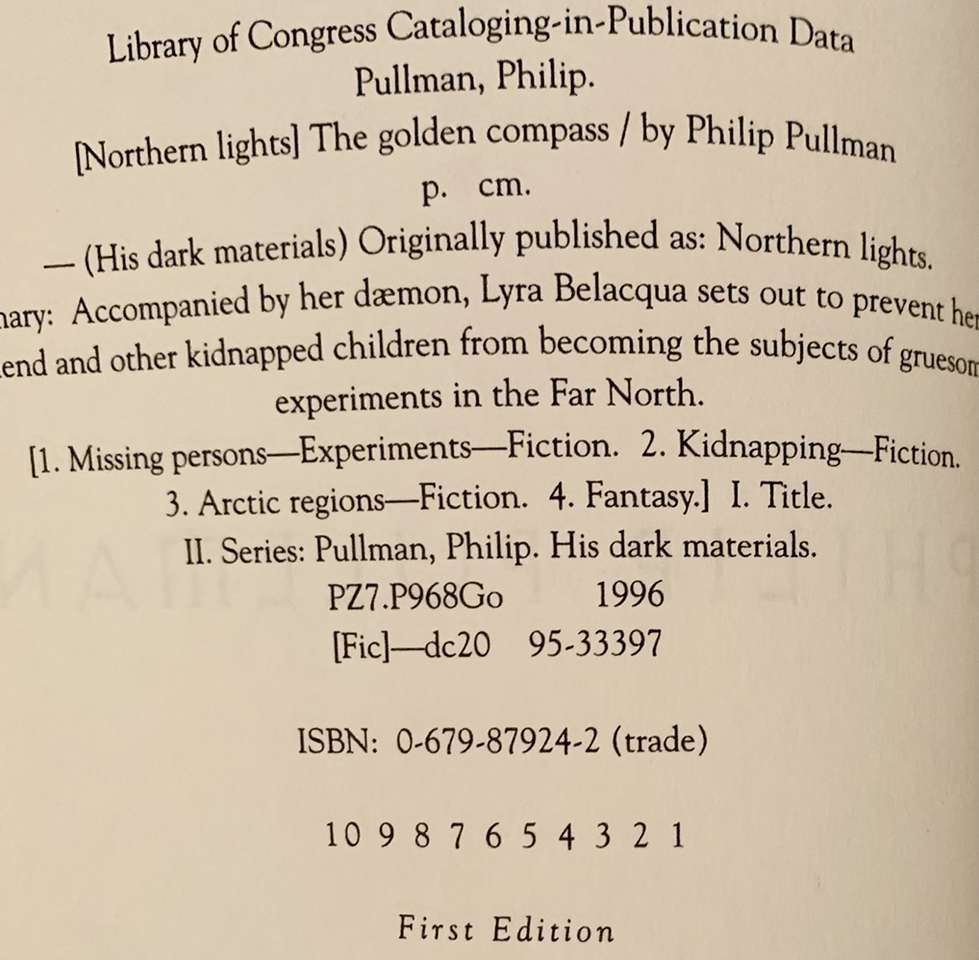 Library of Congress Cataloging-in-Publication Data
Pullman, Philip.
[Northern lights] The golden compass / by Philip Pullman
p. cm.
— (His dark materials) Originally published as: Northern lights.
Accompanied by her dæmon, Lyra Belacqua sets out to prevent her
and other kidnapped children from becoming the subjects of
experiments in the Far North.
[1. Missing persons—Experiments—Fiction. 2. Kidnapping—Fiction.
3. Arctic regions—Fiction. 4. Fantasy.] I. Title.
II. Series: Pullman, Philip. His dark materials.
PZ7.P968Go 1996
[Fic]—dc20 95-33397
ISBN: 0-679-87924-2 (trade)
10 9 8 7 6 5 4 3 2 1
First Edition